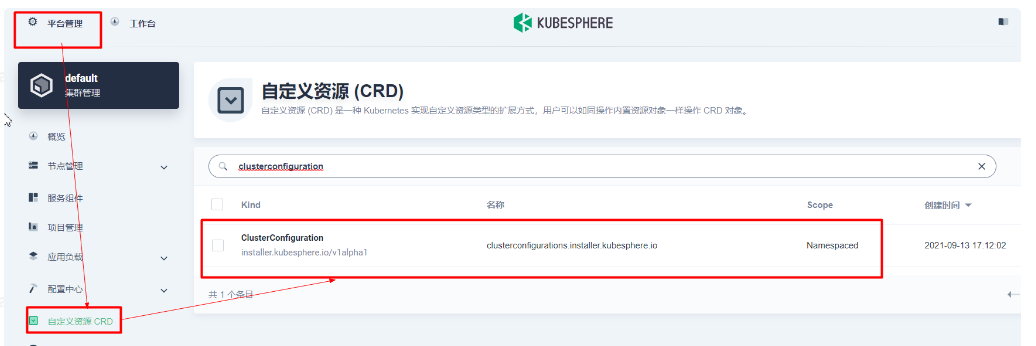 平台管理 工作台 KUBESPHERE
default
集群管理
自定义资源 (CRD)
自定义资源 (CRD) 是一种 Kubernetes 实现自定义资源类型的扩展方式，用户可以如同操作内置资源对象一样操作 CRD 对象。
概览
节点管理
服务组件
项目管理
应用负载
配置中心
自定义资源 CRD
clusterconfiguration
Kind 名称 Scope 创建时间
ClusterConfiguration
installer.kubesphere.io/v1alpha1
clusterconfigurations.installer.kubesphere.io
Namespaced
2021-09-13 17:12:02
共 1 个条目